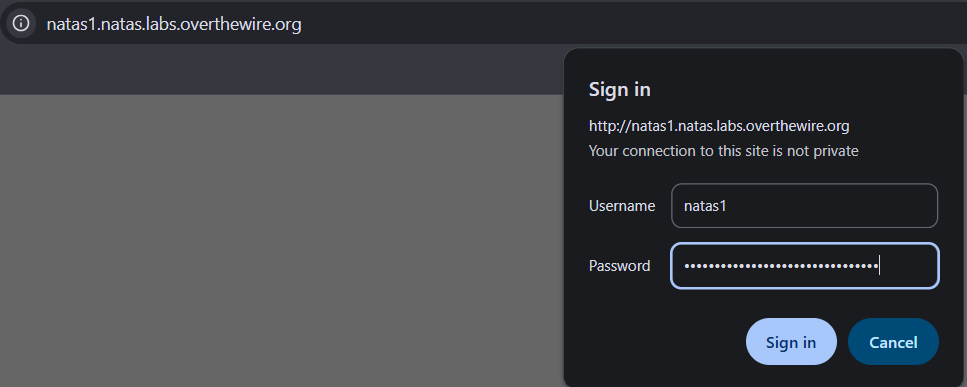 natas1.natas.labs.overthewire.org
Sign in
http://natas1.natas.labs.overthewire.org
Your connection to this site is not private
Username natas1
Password ••••••••••••••••••••••••••••••••
Sign in Cancel